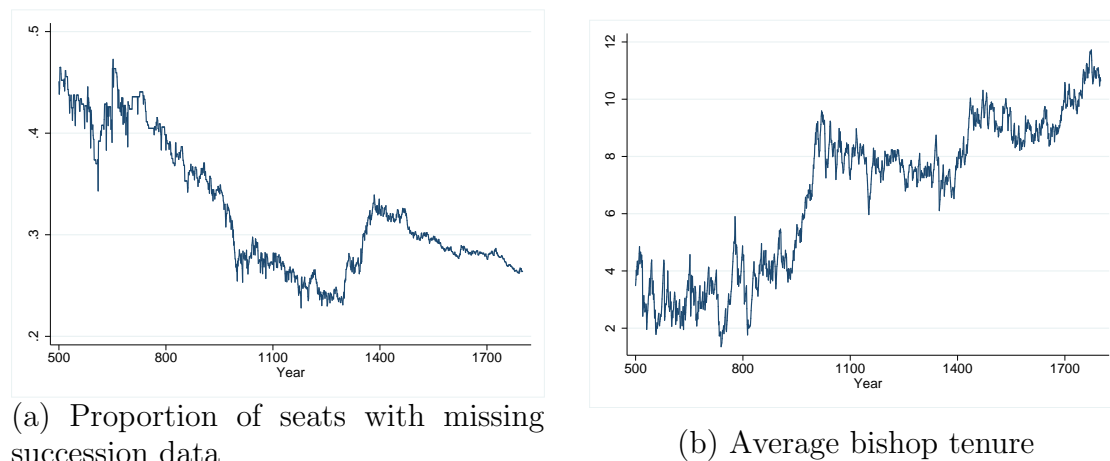 .5
.4
.3
.2
500 800 1100 1400 1700
Year
(a) Proportion of seats with missing
succession data
12
10
8
6
4
2
500 800 1100 1400 1700
Year
(b) Average bishop tenure